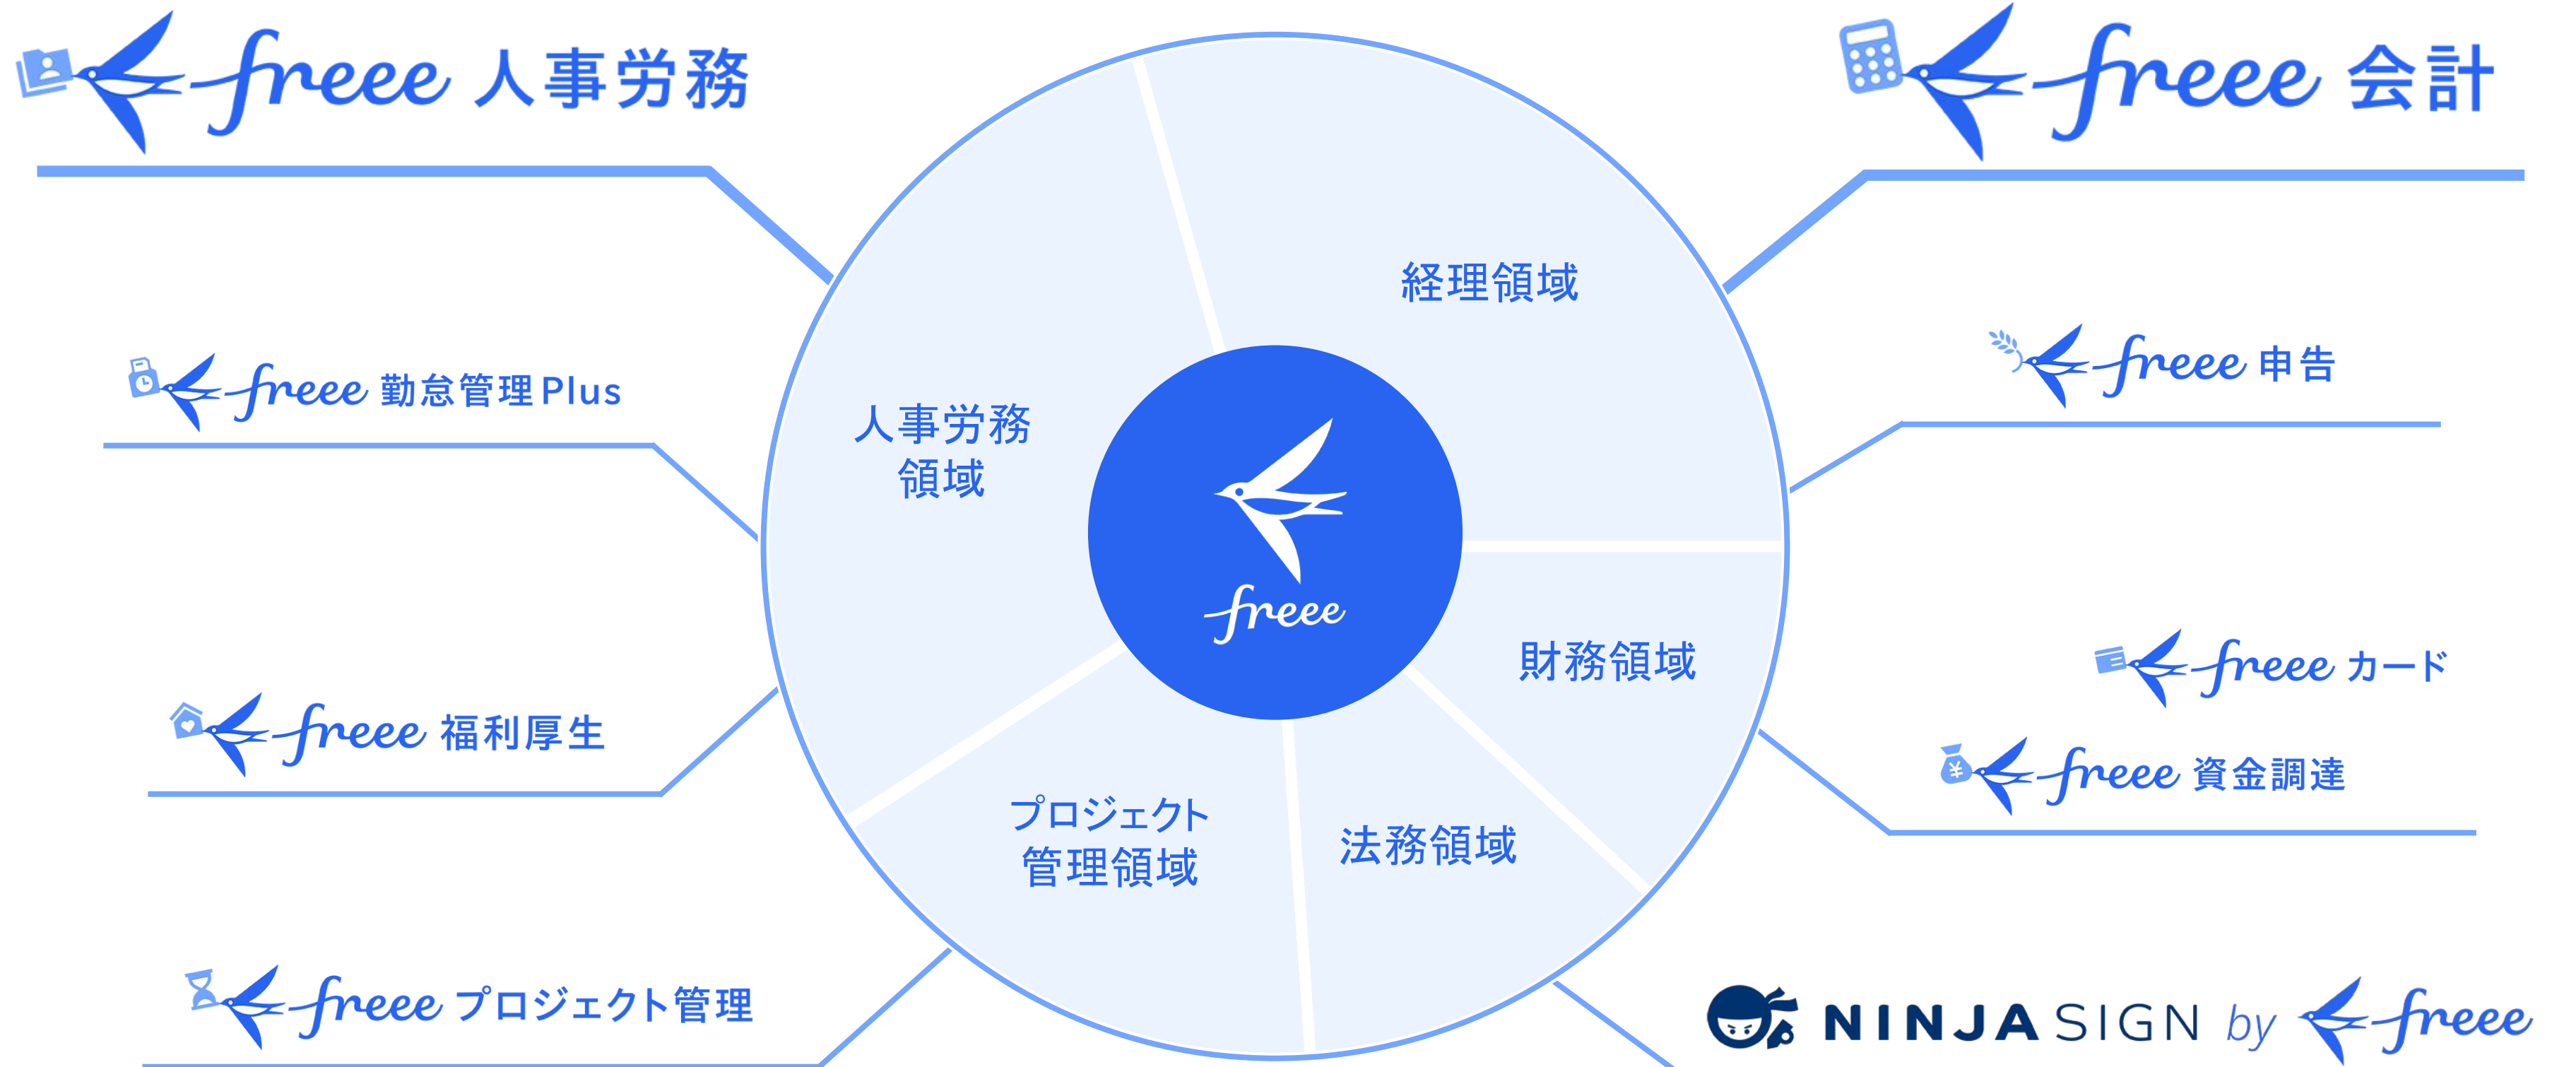 freee 人事労務
freee 会計
経理領域
freee 申告
freee 勤怠管理Plus
人事労務
領域
freee
財務領域
freee カード
freee 福利厚生
freee 資金調達
プロジェクト
管理領域
法務領域
freee プロジェクト管理
NINJA SIGN by freee